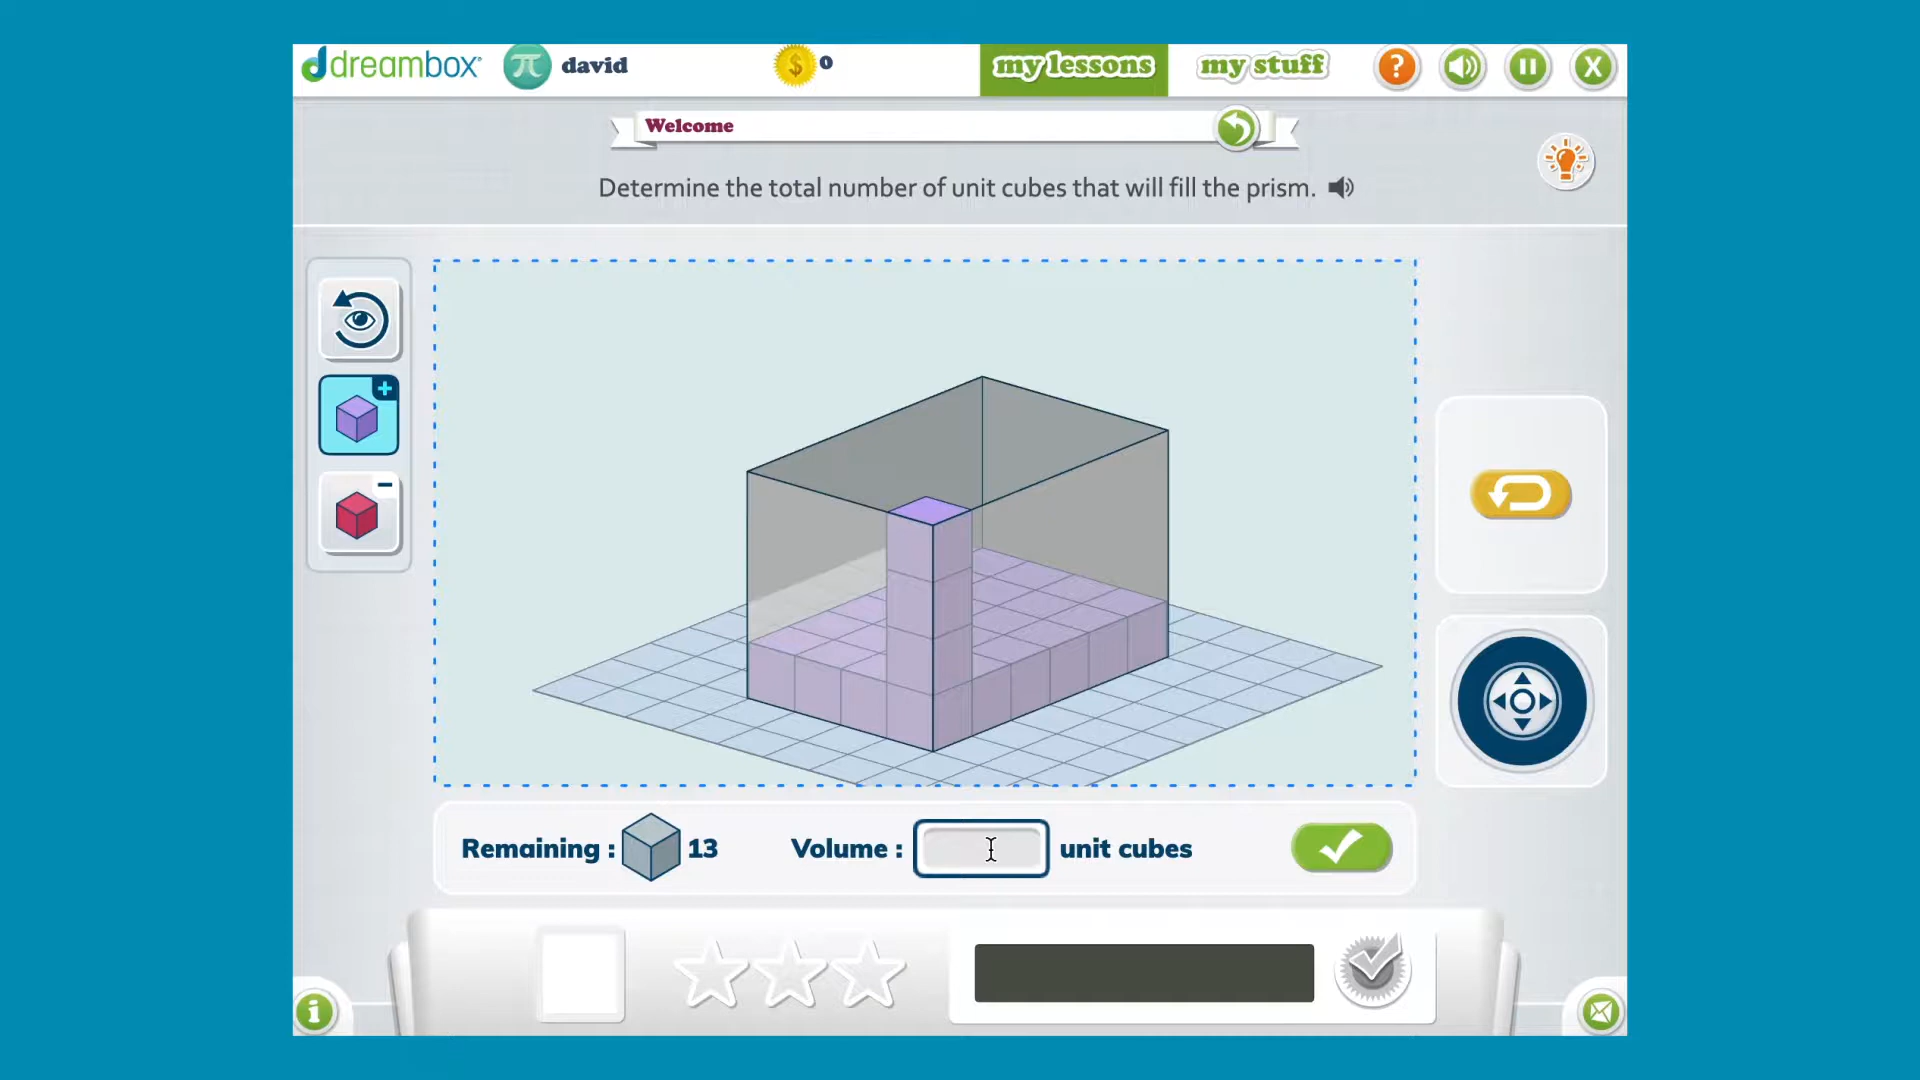 dreambox david 0 my lessons my stuff ?
Welcome
Determine the total number of unit cubes that will fill the prism.
Remaining : 13 Volume : unit cubes